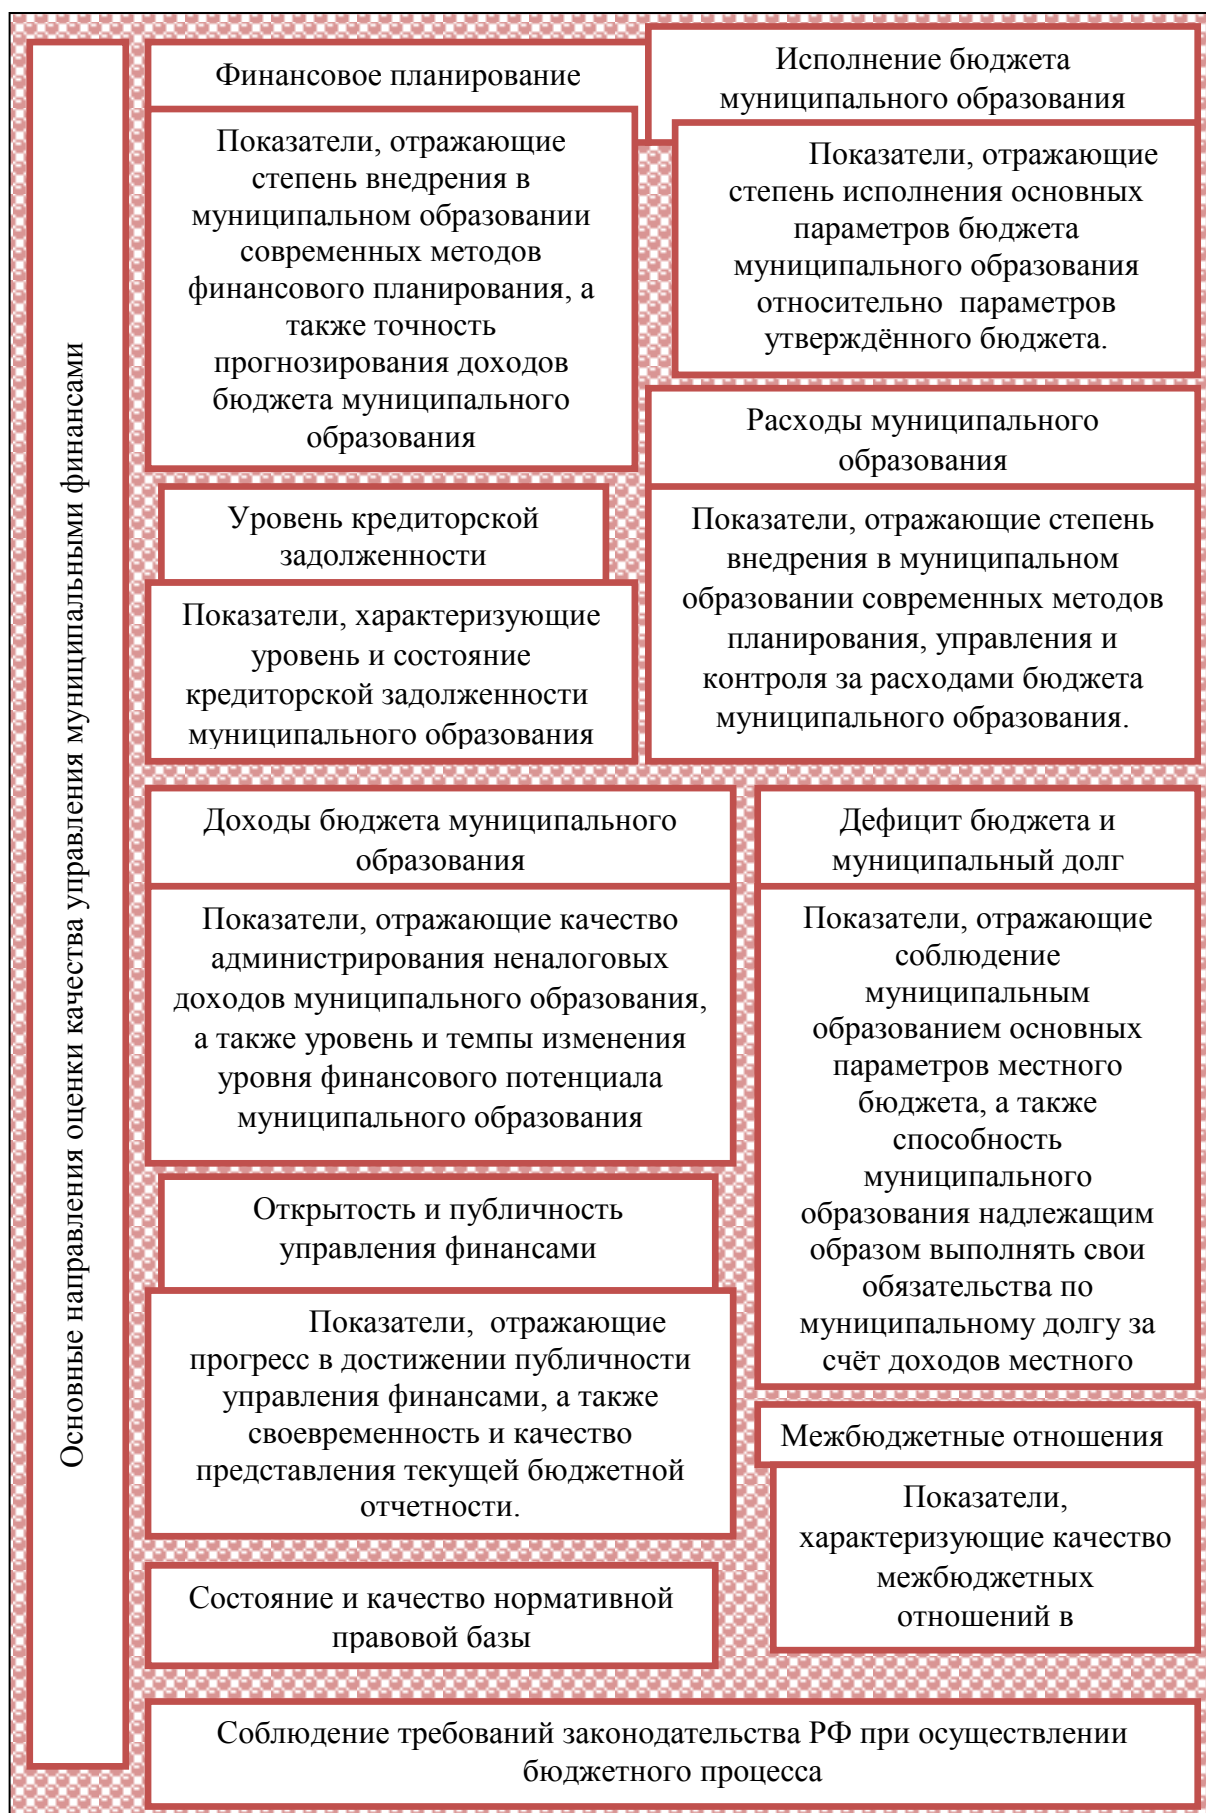 Основные направления оценки качества управления муниципальными финансами
Финансовое планирование
Показатели, отражающие
степень внедрения в
муниципальном образовании
современных методов
финансового планирования, а
также точность
прогнозирования доходов
бюджета муниципального
образования
Исполнение бюджета
муниципального образования
Показатели, отражающие
степень исполнения основных
параметров бюджета
муниципального образования
относительно параметров
утверждённого бюджета.
Уровень кредиторской
задолженности
Показатели, характеризующие
уровень и состояние
кредиторской задолженности
муниципального образования
Расходы муниципального
образования
Показатели, отражающие степень
внедрения в муниципальном
образовании современных методов
планирования, управления и
контроля за расходами бюджета
муниципального образования.
Доходы бюджета муниципального
образования
Показатели, отражающие качество
администрирования неналоговых
доходов муниципального образования,
а также уровень и темпы изменения
уровня финансового потенциала
муниципального образования
Дефицит бюджета и
муниципальный долг
Показатели, отражающие
соблюдение
муниципальным
образованием основных
параметров местного
бюджета, а также
способность
муниципального
образования надлежащим
образом выполнять свои
обязательства по
муниципальному долгу за
счёт доходов местного
Открытость и публичность
управления финансами
Показатели, отражающие
прогресс в достижении публичности
управления финансами, а также
своевременность и качество
представления текущей бюджетной
отчетности.
Межбюджетные отношения
Показатели,
характеризующие качество
межбюджетных
отношений в
Состояние и качество нормативной
правовой базы
Соблюдение требований законодательства РФ при осуществлении
бюджетного процесса